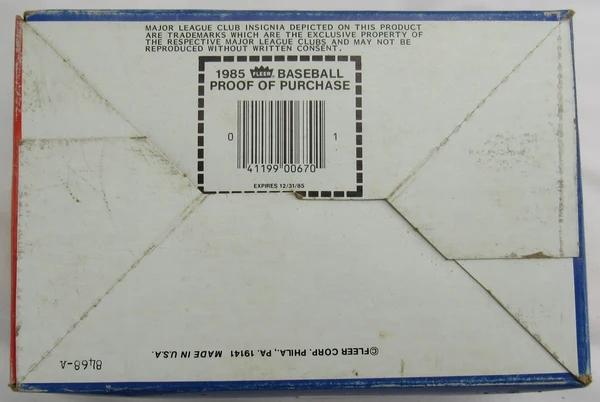 MAJOR LEAGUE CLUB INSIGNIA DEPICTED ON THIS PRODUCT
ARE TRADEMARKS WHICH ARE THE EXCLUSIVE PROPERTY OF
THE RESPECTIVE MAJOR LEAGUE CLUBS AND MAY NOT BE
REPRODUCED WITHOUT WRITTEN CONSENT.
1985 FLEER BASEBALL
PROOF OF PURCHASE
0 1
41199 00670
EXPIRES 12/31/85
©FLEER CORP. PHILA., PA. 19141 MADE IN U.S.A.
8468-A